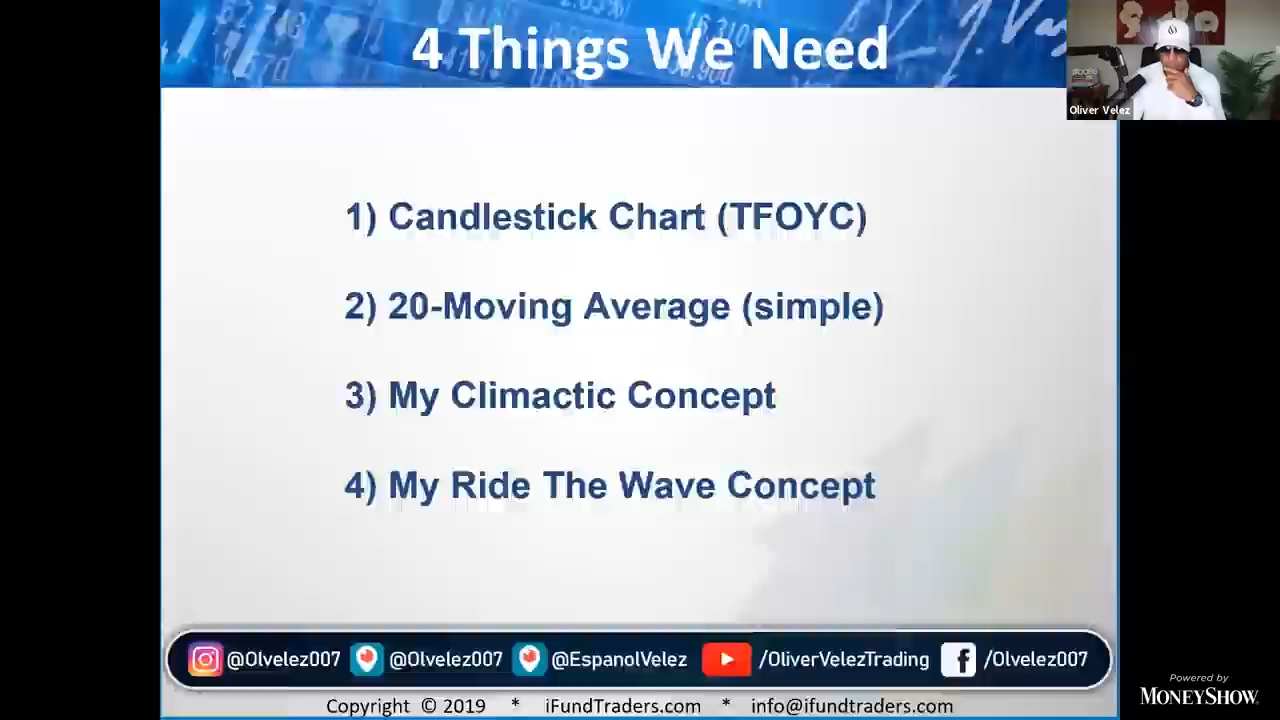 4 Things We Need
Oliver Velez
1) Candlestick Chart (TFOYC)
2) 20-Moving Average (simple)
3) My Climactic Concept
4) My Ride The Wave Concept
@Olvelez007 @Olvelez007 @EspanolVelez /OliverVelezTrading /Olvelez007
Copyright © 2019 * iFundTraders.com * info@ifundtraders.com
Powered by
MONEYSHOW